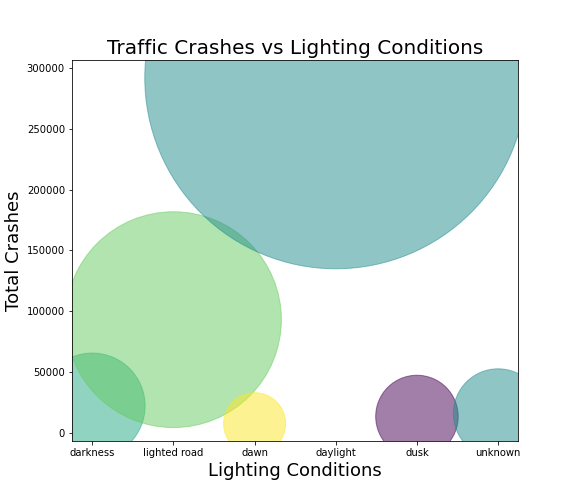 Traffic Crashes vs Lighting Conditions
300000
250000
200000
150000
100000
50000
0
Total Crashes
darkness lighted road dawn daylight dusk unknown
Lighting Conditions